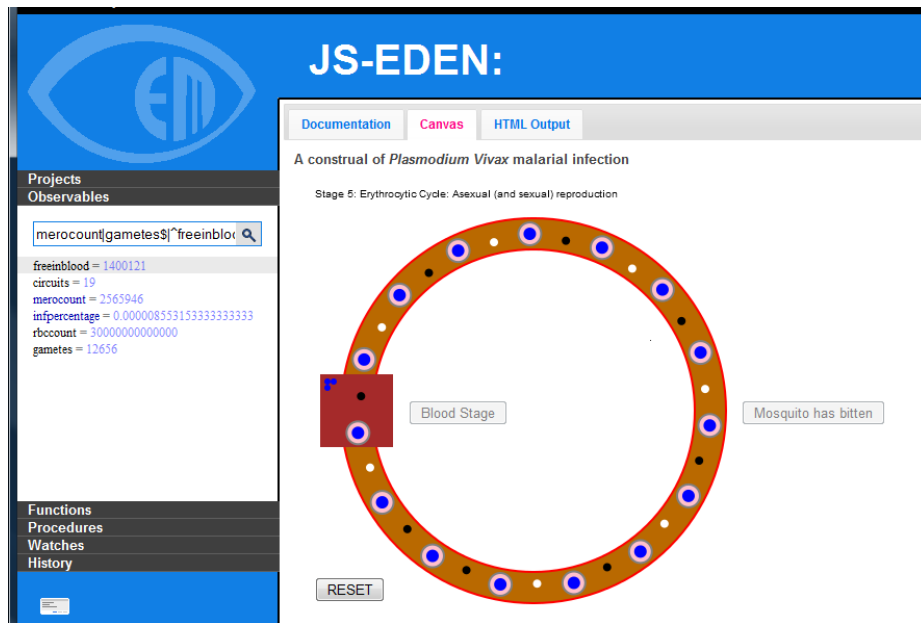 EM
JS-EDEN:
Documentation Canvas HTML Output
A construal of Plasmodium Vivax malarial infection
Projects
Observables
merocount|gametes$|^freeinbloo
freeinblood = 1400121
circuits = 19
merocount = 2565946
infpercentage = 0.000008553153333333333
rbccount = 30000000000000
gametes = 12656
Functions
Procedures
Watches
History
Stage 5: Erythrocytic Cycle: Asexual (and sexual) reproduction
Blood Stage
Mosquito has bitten
RESET